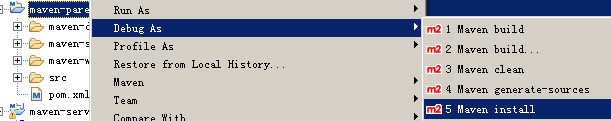 maven-pare
maven-d
maven-s
maven-w
src
pom.xml
maven-serv
Run As
Debug As
Profile As
Restore from Local History...
Maven
Team
Compare With
m2 1 Maven build
m2 2 Maven build...
m2 3 Maven clean
m2 4 Maven generate-sources
m2 5 Maven install